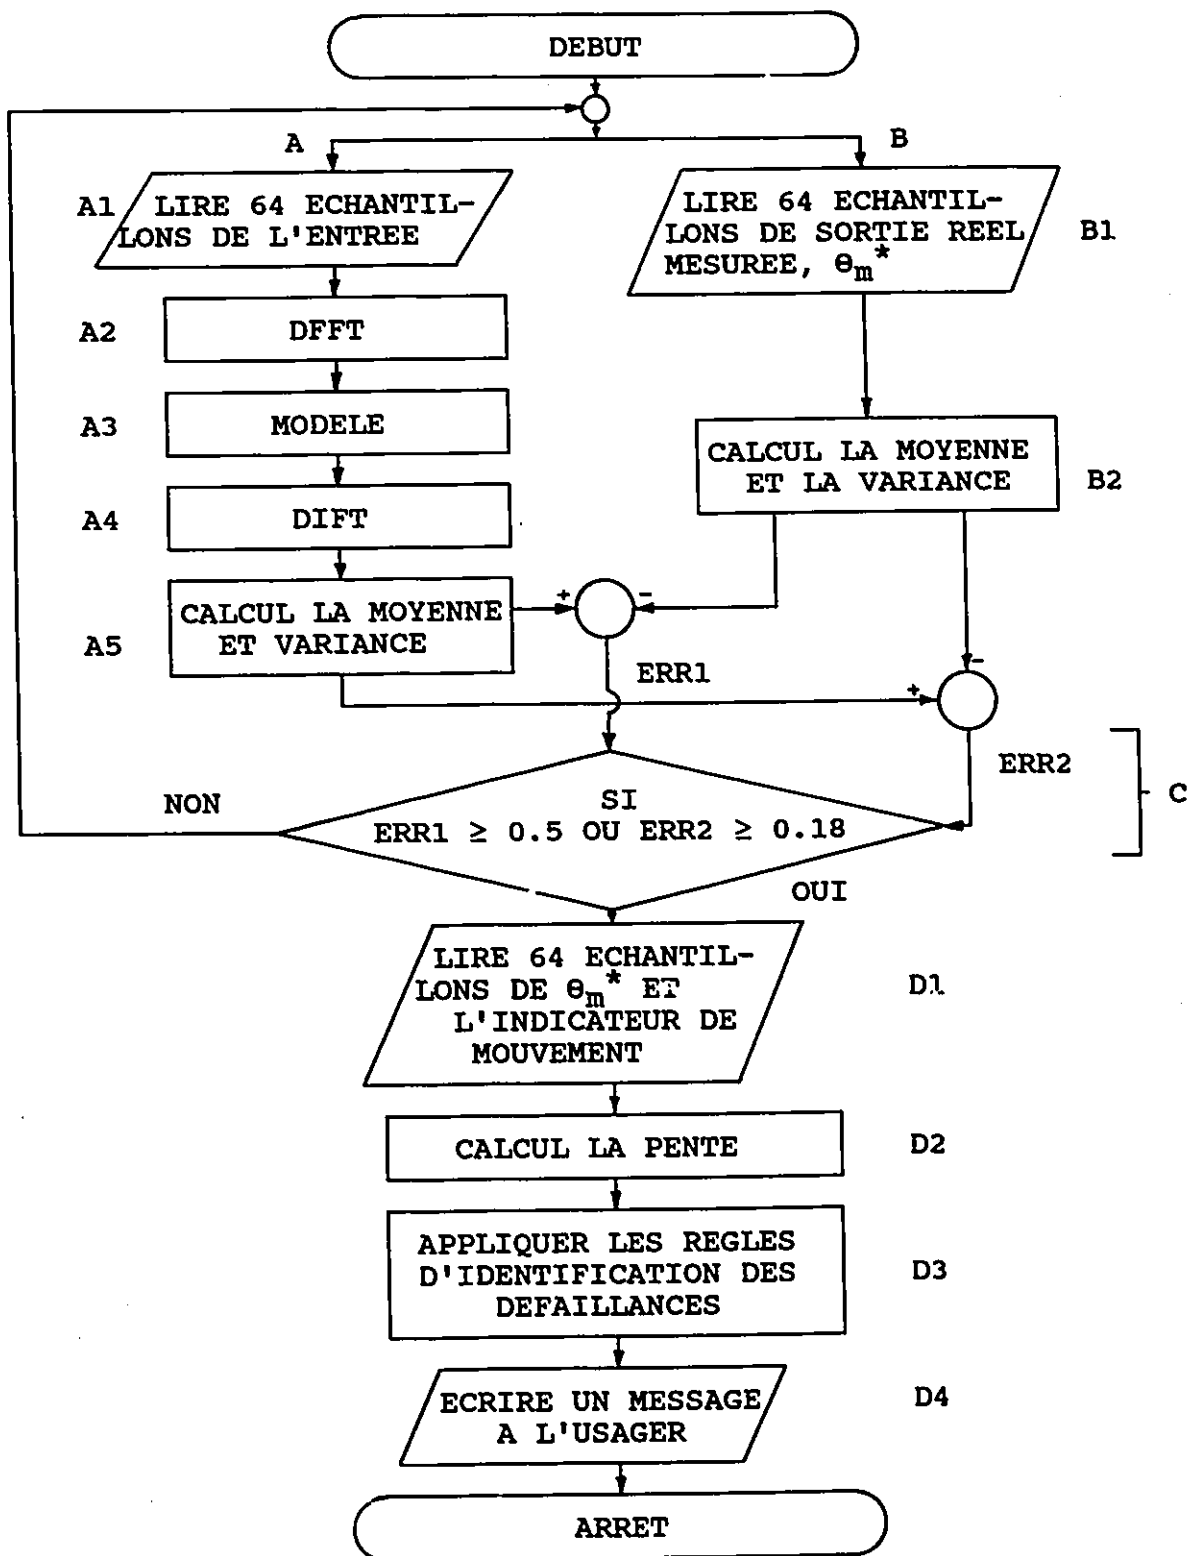 DEBUT
A
B
A1
LIRE 64 ECHANTIL-
LONS DE L'ENTREE
LIRE 64 ECHANTIL-
LONS DE SORTIE REEL
MESUREE, θm*
B1
A2
DFFT
A3
MODELE
CALCUL LA MOYENNE
ET LA VARIANCE
B2
A4
DIFT
A5
CALCUL LA MOYENNE
ET VARIANCE
+
-
ERR1
-
+
ERR2
C
NON
SI
ERR1 ≥ 0.5 OU ERR2 ≥ 0.18
OUI
LIRE 64 ECHANTIL-
LONS DE θm* ET
L'INDICATEUR DE
MOUVEMENT
D1
CALCUL LA PENTE
D2
APPLIQUER LES REGLES
D'IDENTIFICATION DES
DEFAILLANCES
D3
ECRIRE UN MESSAGE
A L'USAGER
D4
ARRET